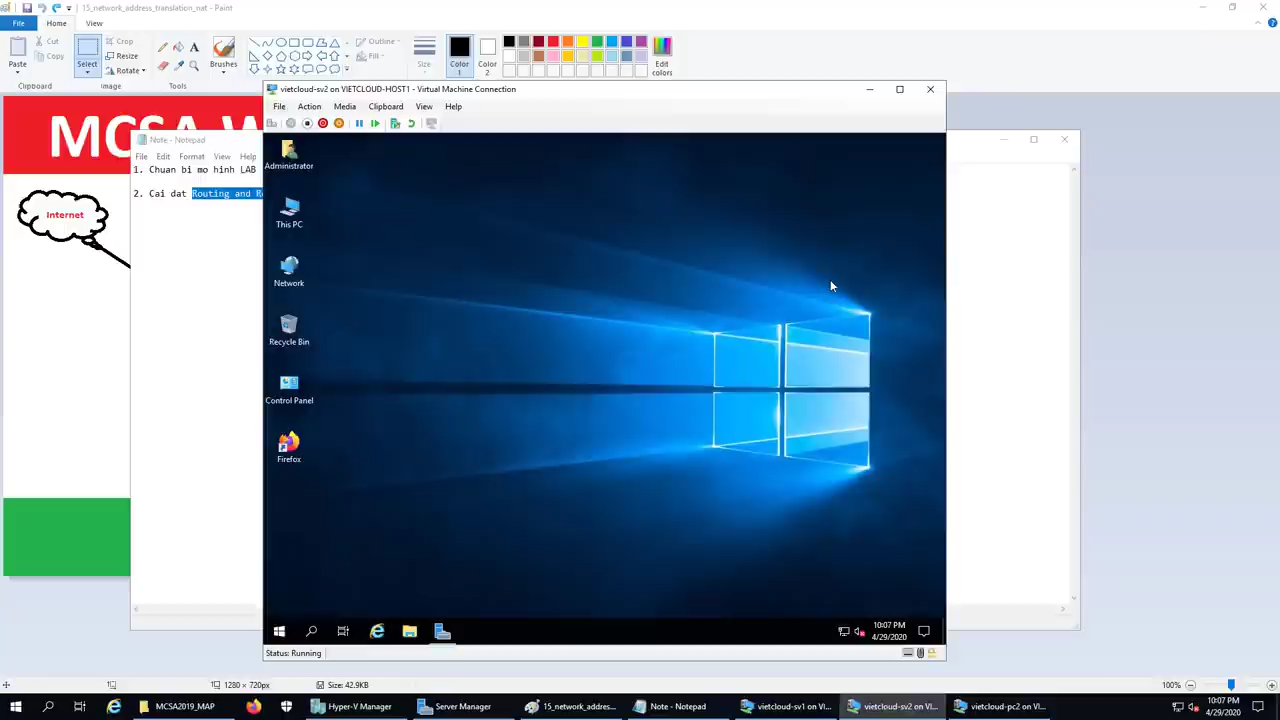 15_network_address_translation_nat - Paint
File
Home
View
Paste
Cut
Copy
Clipboard
Select
Crop
Resize
Rotate
Image
Tools
Brushes
Shapes
Outline
Fill
Size
Color 1
Color 2
Colors
Edit colors
MCSA W
Internet
Note - Notepad
File Edit Format View Help
1. Chuan bi mo hinh LAB
2. Cai dat Routing and R
vietcloud-sv2 on VIETCLOUD-HOST1 - Virtual Machine Connection
File Action Media Clipboard View Help
Administrator
This PC
Network
Recycle Bin
Control Panel
Firefox
10:07 PM
4/29/2020
Status: Running
1280 × 720px
Size: 42.9KB
100%
MCSA2019_MAP
Hyper-V Manager
Server Manager
15_network_addres...
Note - Notepad
vietcloud-sv1 on VI...
vietcloud-sv2 on VI...
vietcloud-pc2 on VI...
10:07 PM
4/29/2020